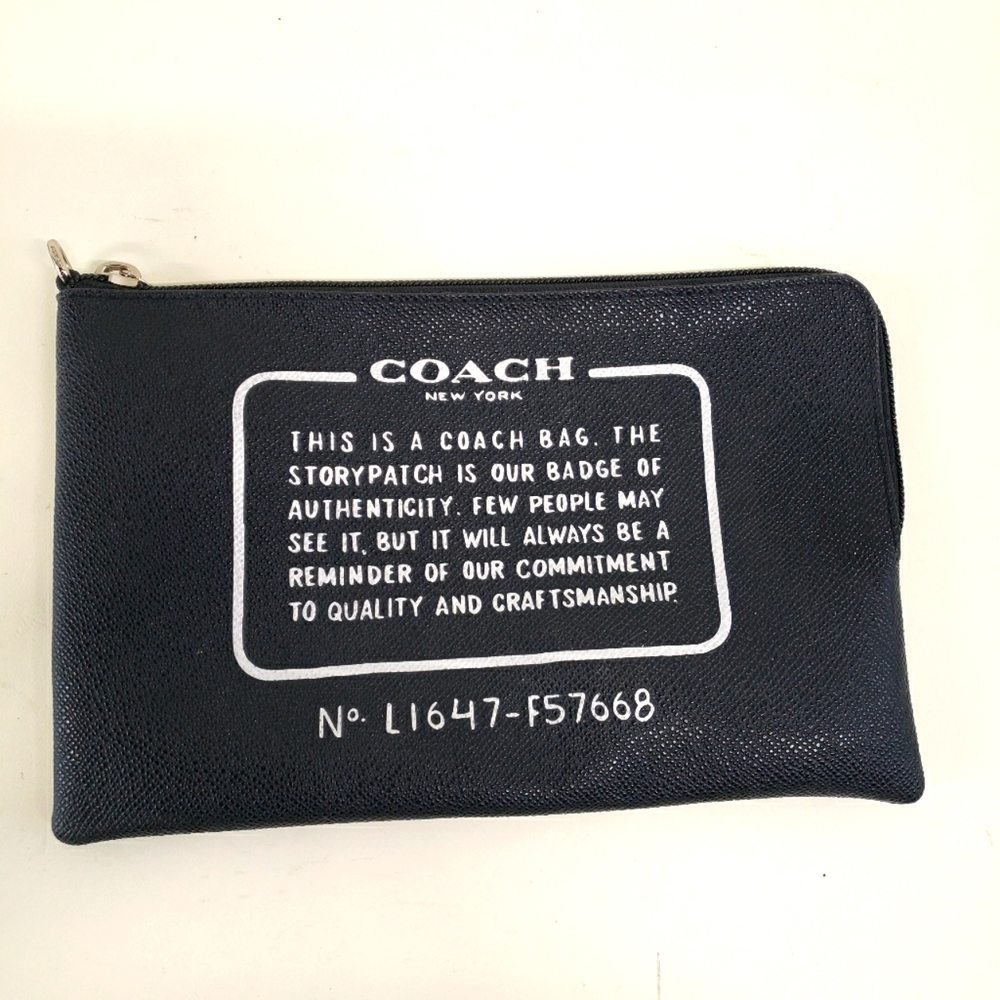 COACH
NEW YORK
THIS IS A COACH BAG. THE
STORYPATCH IS OUR BADGE OF
AUTHENTICITY. FEW PEOPLE MAY
SEE IT, BUT IT WILL ALWAYS BE A
REMINDER OF OUR COMMITMENT
TO QUALITY AND CRAFTSMANSHIP.
Nº. L1647-F57668